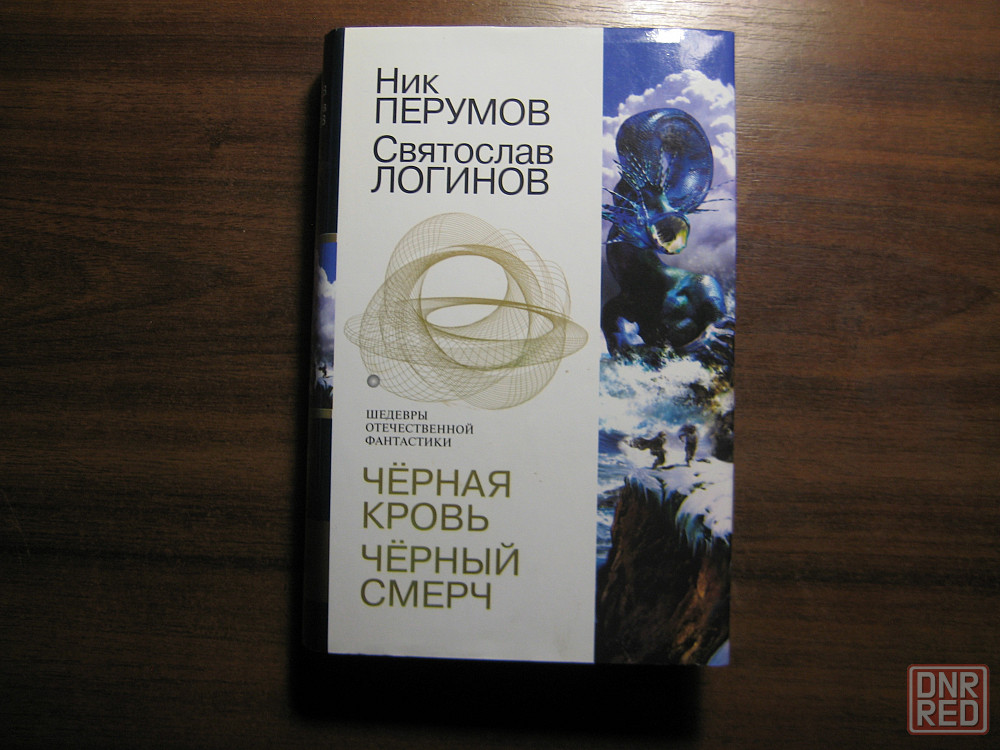 Ник
ПЕРУМОВ
Святослав
ЛОГИНОВ
ШЕДЕВРЫ
ОТЕЧЕСТВЕННОЙ
ФАНТАСТИКИ
ЧЁРНАЯ
КРОВЬ
ЧЁРНЫЙ
СМЕРЧ
DNR
RED